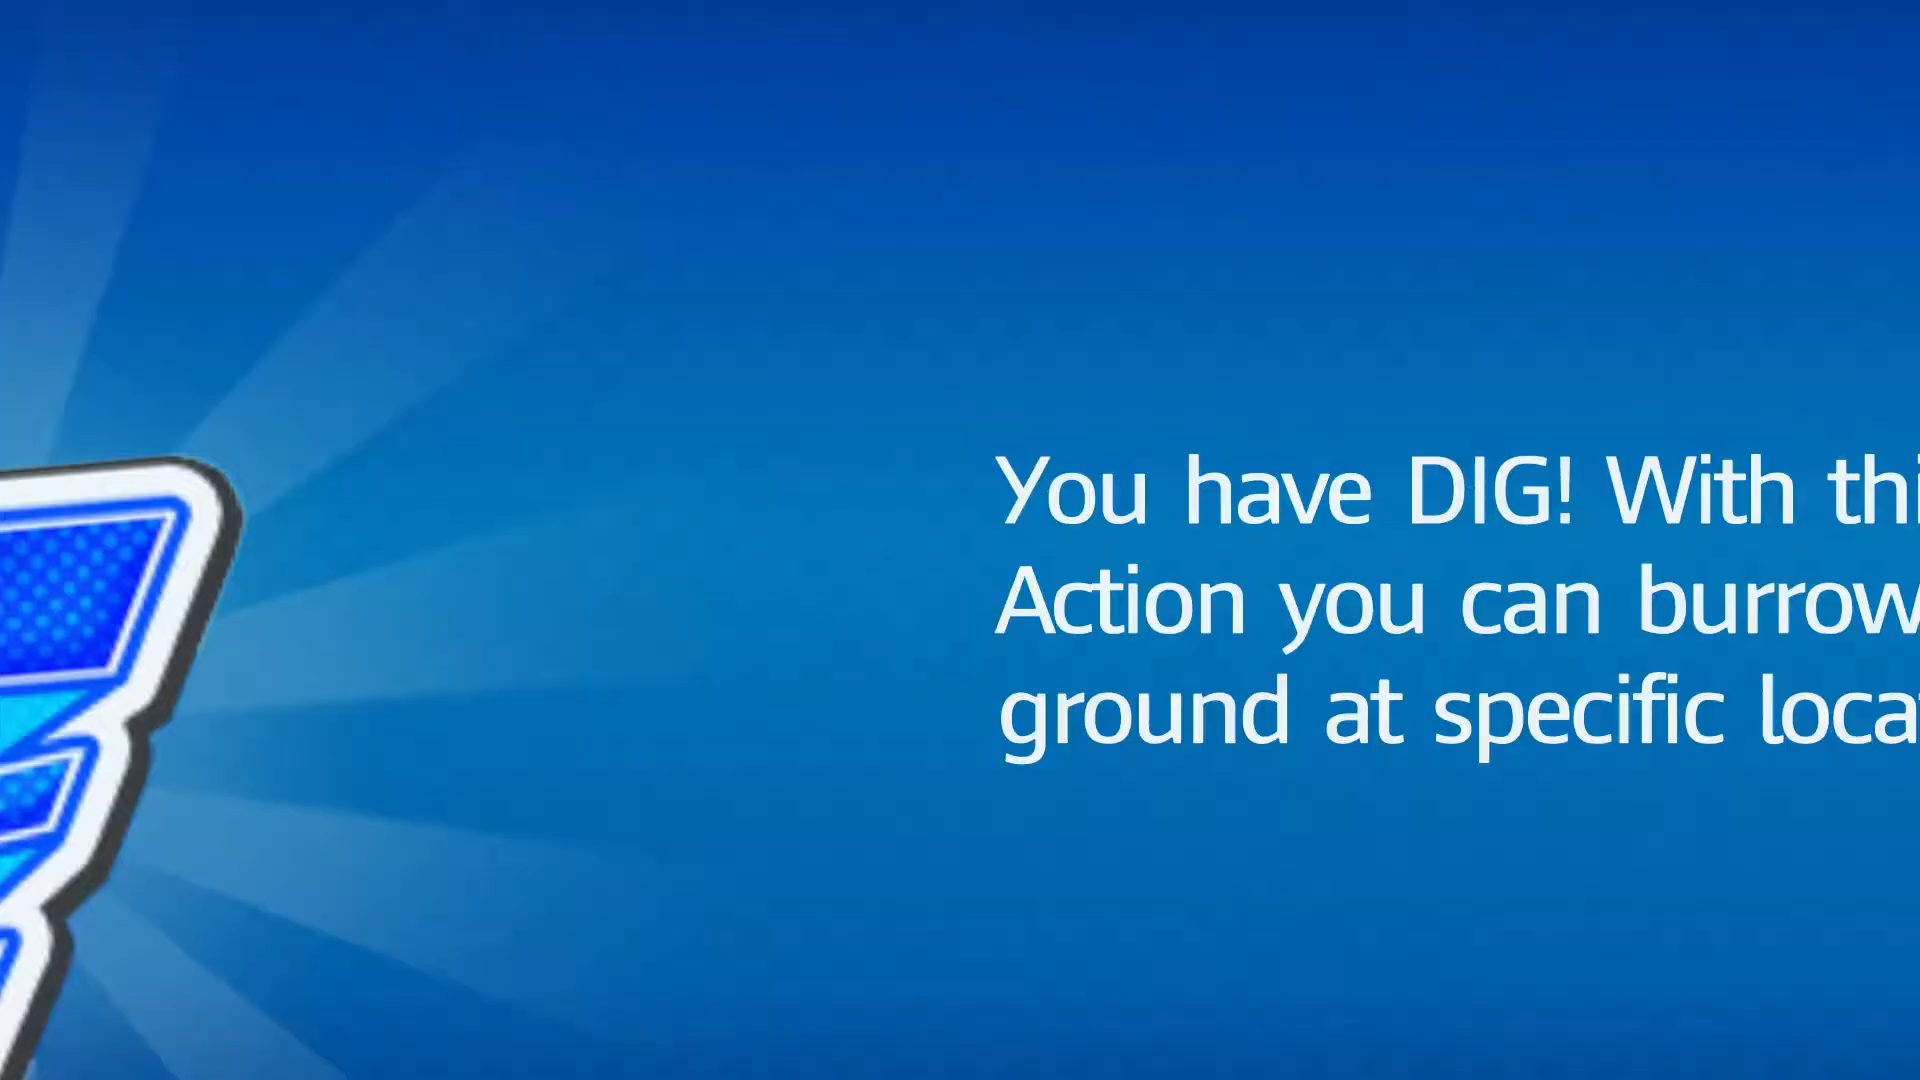 You have DIG! With thi
Action you can burrow
ground at specific loca